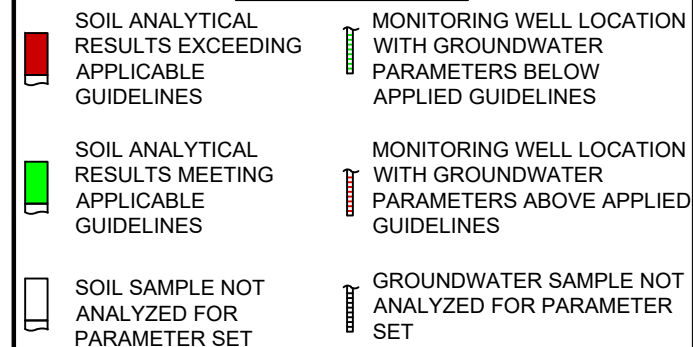 SOIL ANALYTICAL
RESULTS EXCEEDING
APPLICABLE
GUIDELINES
MONITORING WELL LOCATION
WITH GROUNDWATER
PARAMETERS BELOW
APPLIED GUIDELINES
SOIL ANALYTICAL
RESULTS MEETING
APPLICABLE
GUIDELINES
MONITORING WELL LOCATION
WITH GROUNDWATER
PARAMETERS ABOVE APPLIED
GUIDELINES
SOIL SAMPLE NOT
ANALYZED FOR
PARAMETER SET
GROUNDWATER SAMPLE NOT
ANALYZED FOR PARAMETER
SET